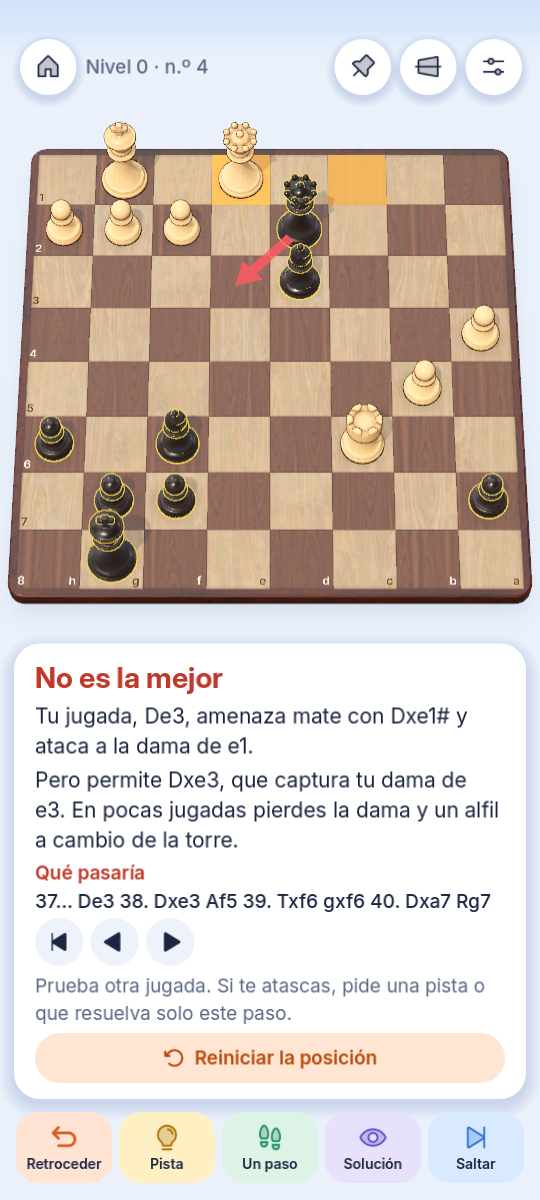 Nivel 0 · n.º 4
1
2
3
4
5
6
7
8 h g f e d c b a
No es la mejor
Tu jugada, De3, amenaza mate con Dxe1# y
ataca a la dama de e1.
Pero permite Dxe3, que captura tu dama de
e3. En pocas jugadas pierdes la dama y un alfil
a cambio de la torre.
Qué pasaría
37... De3 38. Dxe3 Af5 39. Txf6 gxf6 40. Dxa7 Rg7
Prueba otra jugada. Si te atascas, pide una pista o
que resuelva solo este paso.
Reiniciar la posición
Retroceder Pista Un paso Solución Saltar